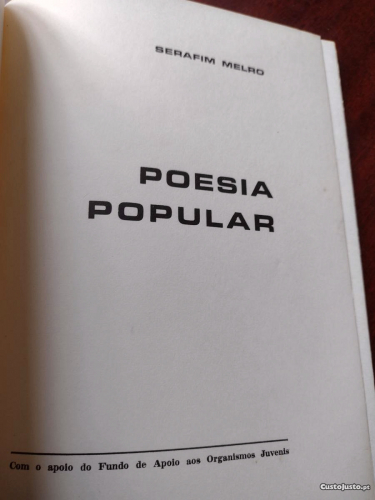 SERAFIM MELRO
POESIA
POPULAR
Com o apoio do Fundo de Apoio aos Organismos Juvenis
CustoJusto.pt